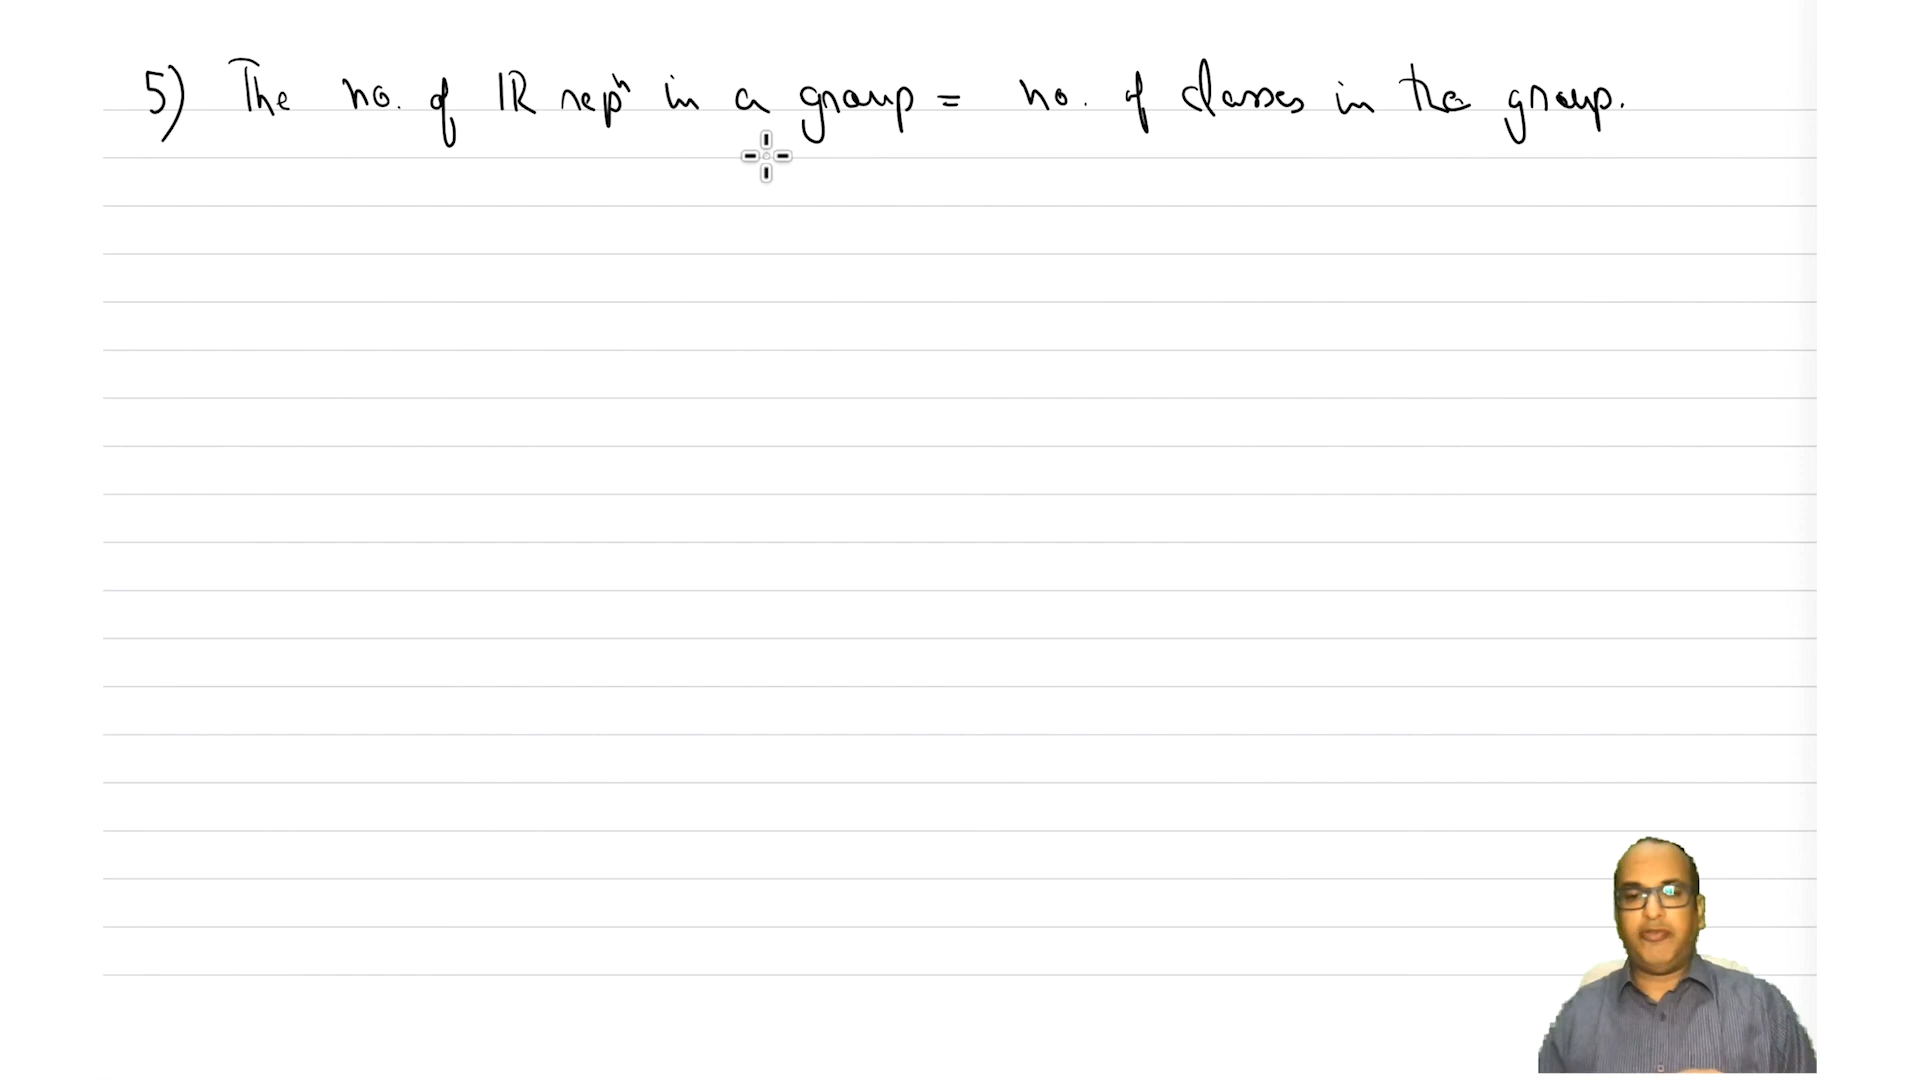 5) The no. of IR repⁿ in a group = no. of classes in the group.